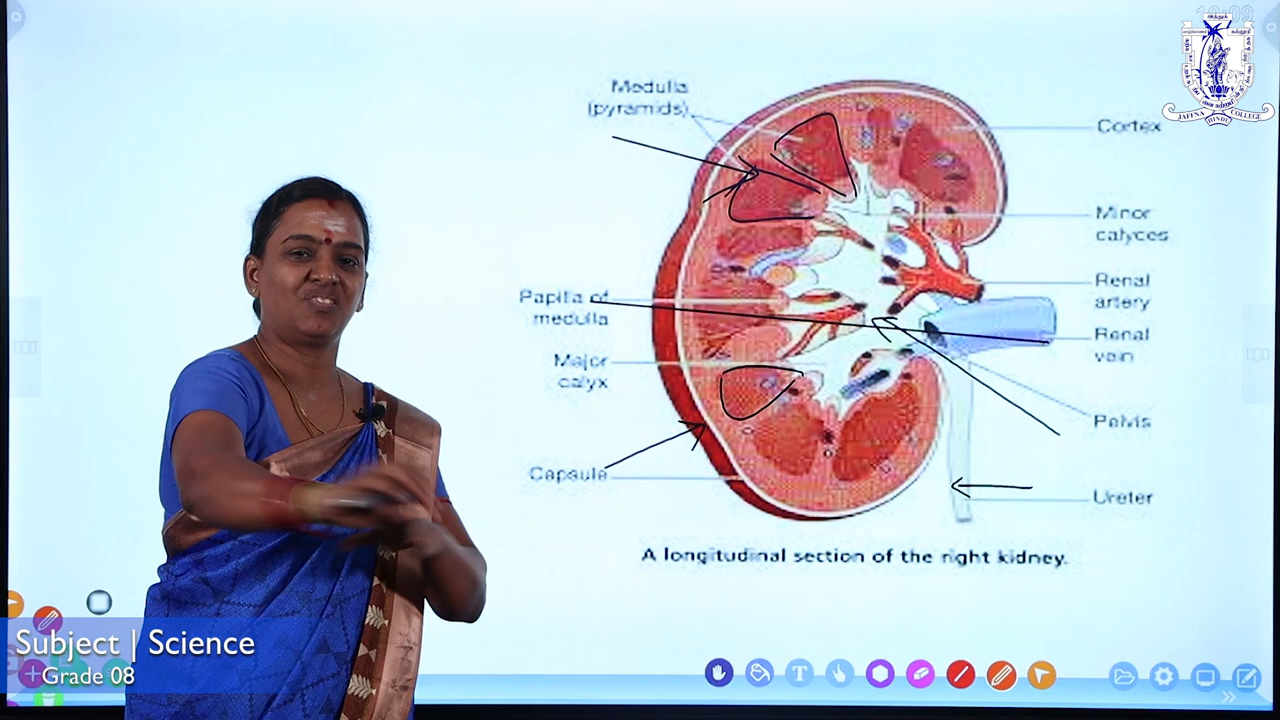 Medulla
(pyramids)
Cortex
Minor
calyces
Renal
artery
Papilla of
medulla
Renal
vein
Major
calyx
Pelvis
Capsule
Ureter
A longitudinal section of the right kidney.
Subject | Science
Grade 08
JAFFNA HINDU COLLEGE